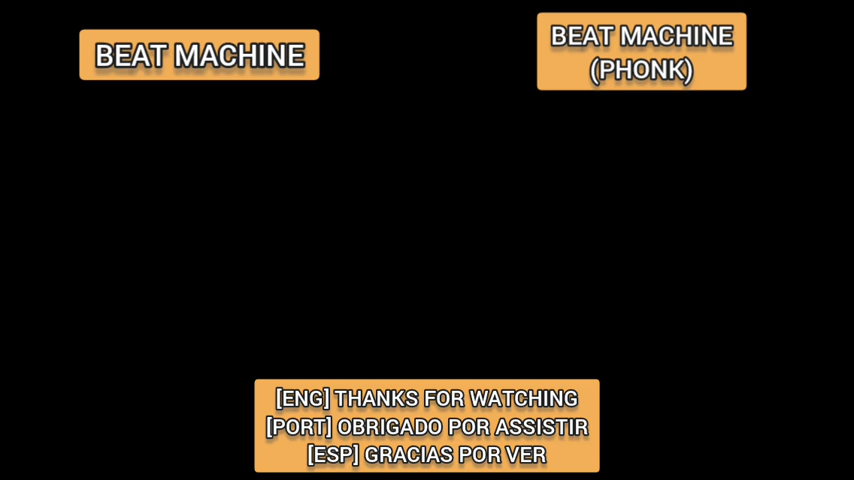 BEAT MACHINE
BEAT MACHINE
(PHONK)
[ENG] THANKS FOR WATCHING
[PORT] OBRIGADO POR ASSISTIR
[ESP] GRACIAS POR VER